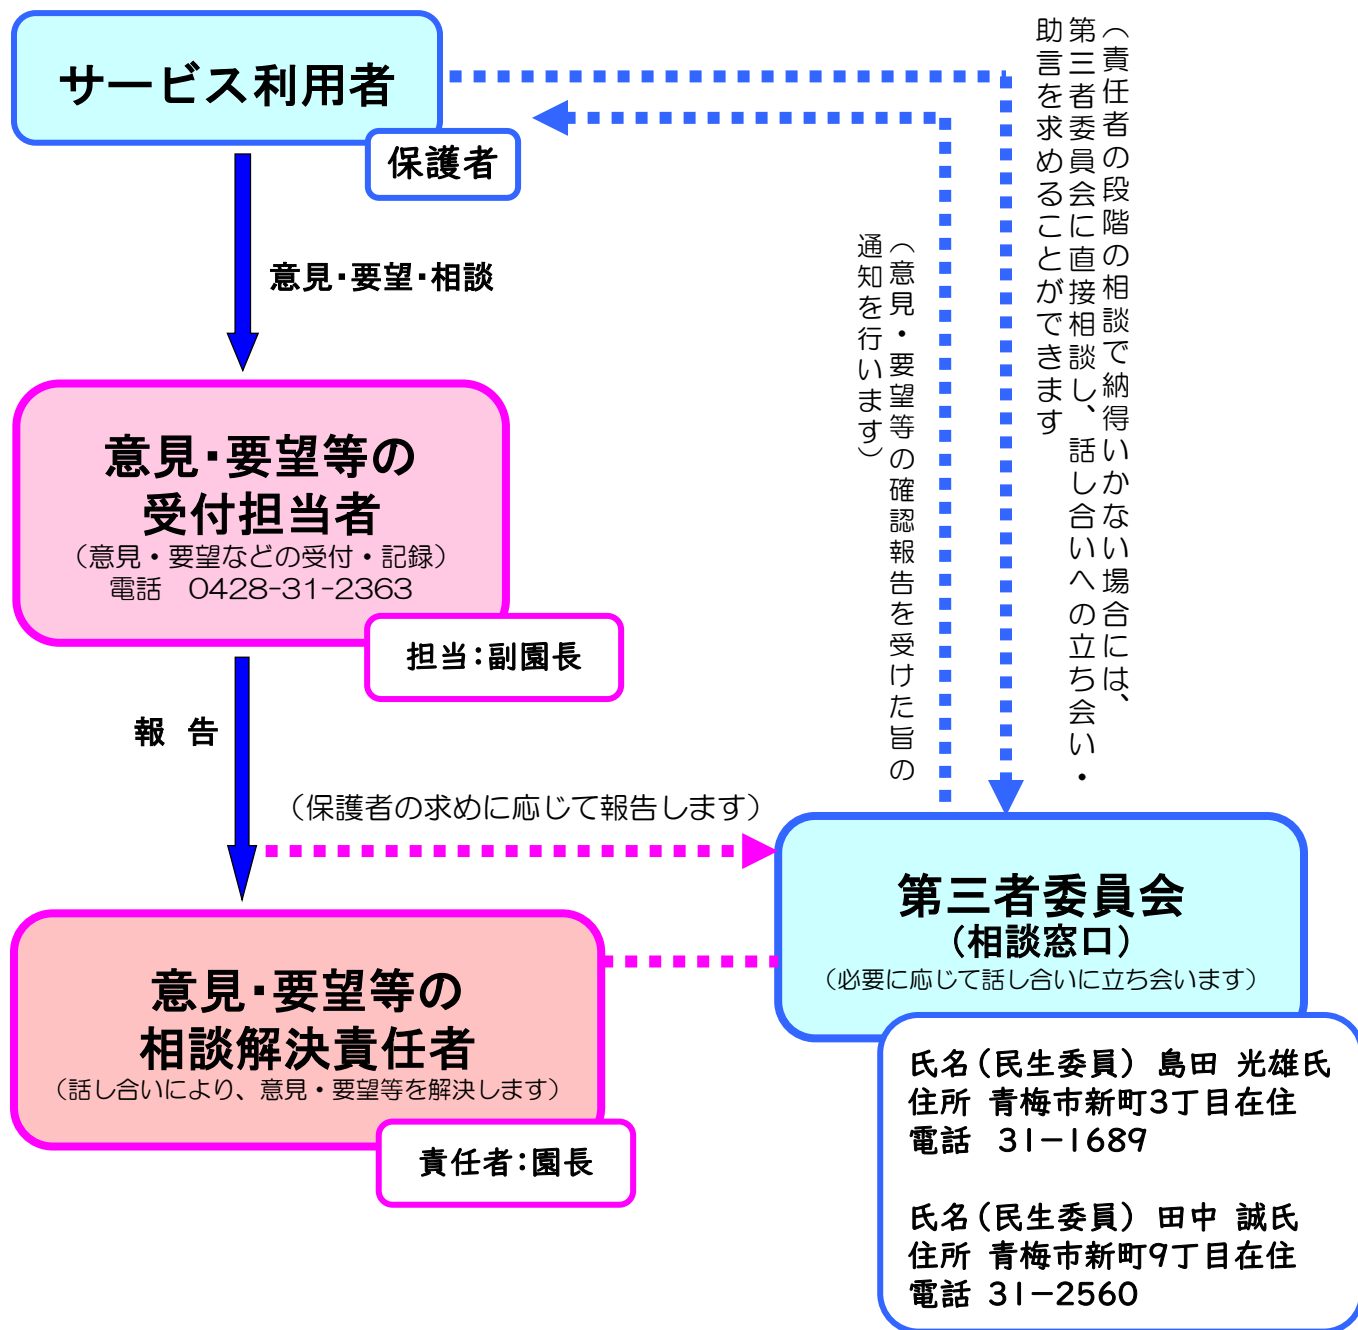 サービス利用者
保護者
意見・要望・相談
意見・要望等の
受付担当者
（意見・要望などの受付・記録）
電話　0428-31-2363
担当：副園長
報　告
（保護者の求めに応じて報告します）
意見・要望等の
相談解決責任者
（話し合いにより、意見・要望等を解決します）
責任者：園長
（責任者の段階の相談で納得いかない場合には、
第三者委員会に直接相談し、話し合いへの立ち会い・
助言を求めることができます
（意見・要望等の確認報告を受けた旨の
通知を行います）
第三者委員会
（相談窓口）
（必要に応じて話し合いに立ち会います）
氏名（民生委員）　島田　光雄氏
住所　青梅市新町3丁目在住
電話　31－1689
氏名（民生委員）　田中　誠氏
住所　青梅市新町9丁目在住
電話　31－2560